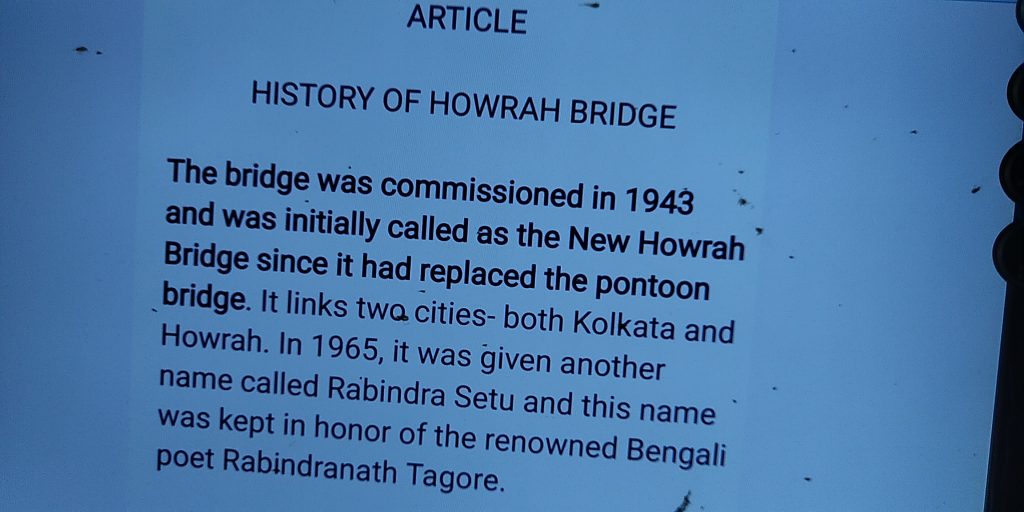 ARTICLE
HISTORY OF HOWRAH BRIDGE
The bridge was commissioned in 1943
and was initially called as the New Howrah
Bridge since it had replaced the pontoon
bridge. It links two cities- both Kolkata and
Howrah. In 1965, it was given another
name called Rabindra Setu and this name
was kept in honor of the renowned Bengali
poet Rabindranath Tagore.